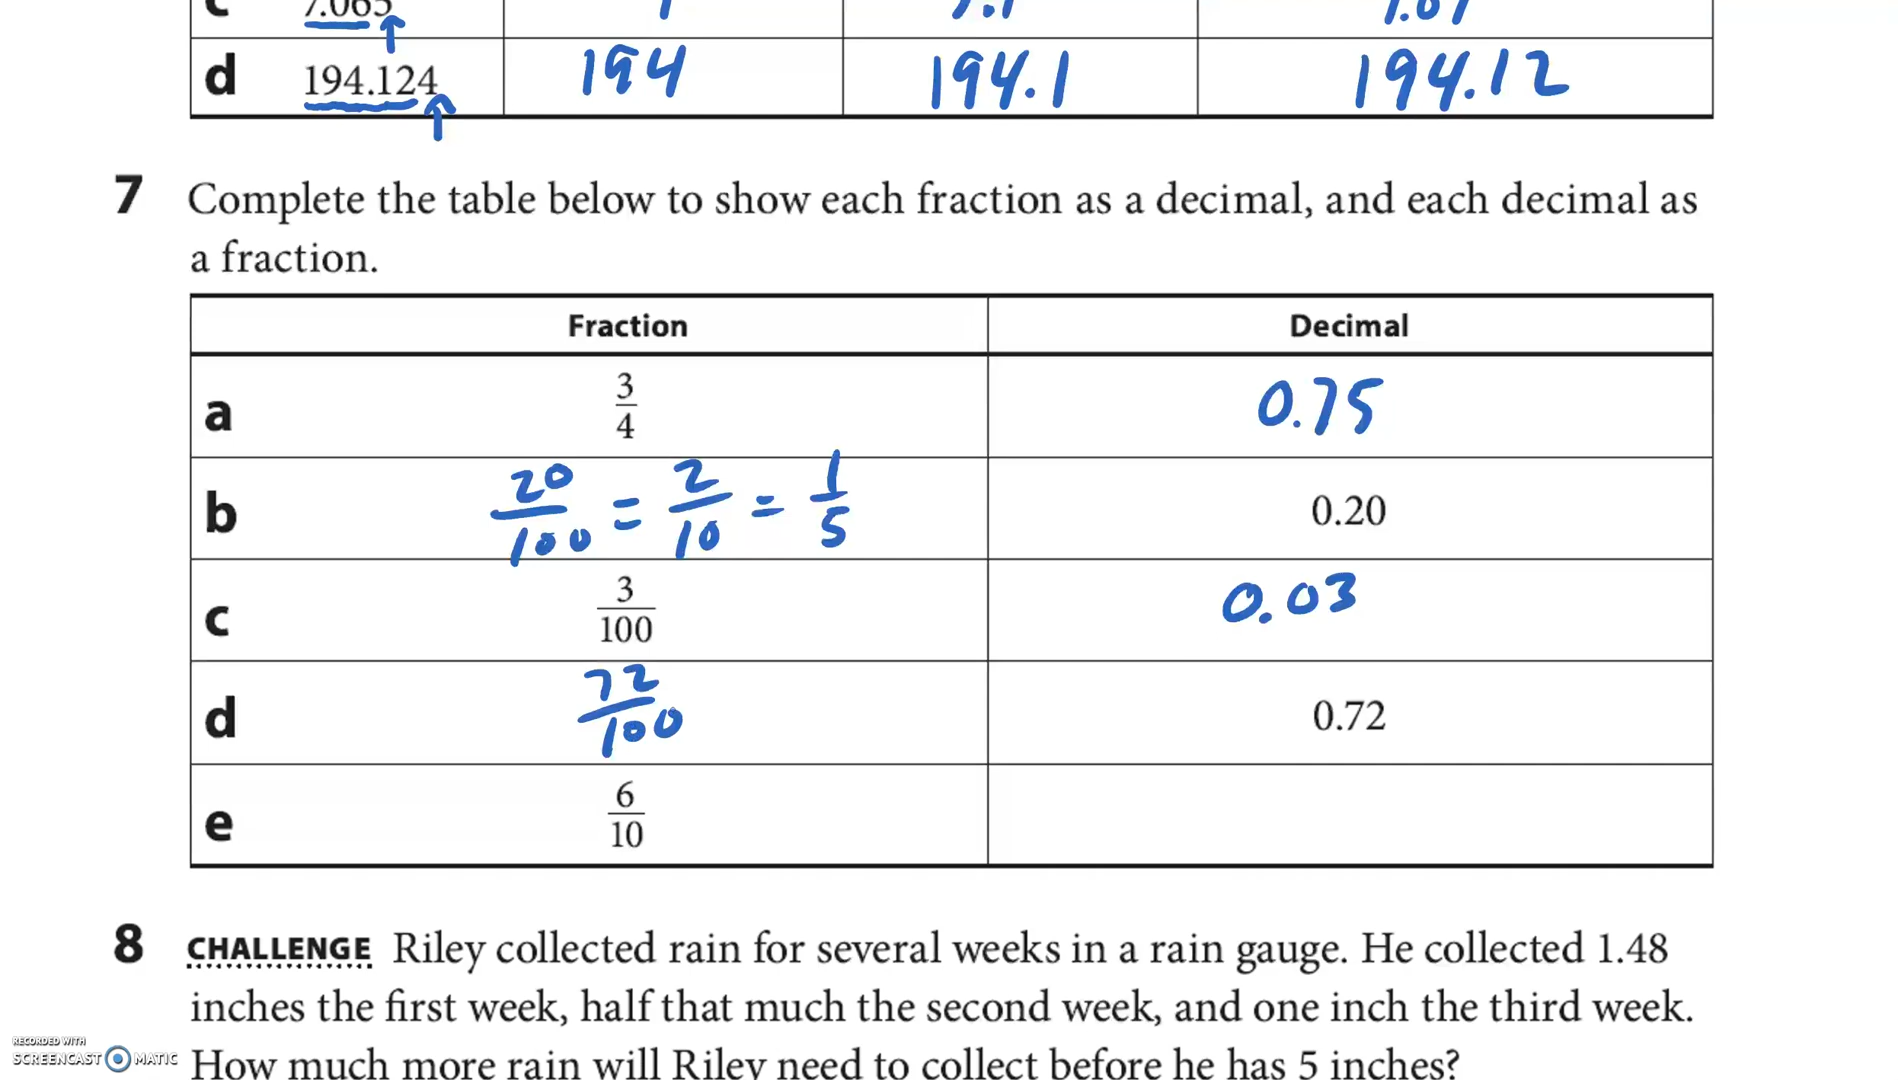 c 7.065
d 194.124 194 194.1 194.12
7 Complete the table below to show each fraction as a decimal, and each decimal as
a fraction.
Fraction Decimal
a 3/4 0.75
b 20/100 = 2/10 = 1/5 0.20
c 3/100 0.03
d 72/100 0.72
e 6/10
8 CHALLENGE Riley collected rain for several weeks in a rain gauge. He collected 1.48
inches the first week, half that much the second week, and one inch the third week.
RECORDED WITH
SCREENCAST MATIC
How much more rain will Riley need to collect before he has 5 inches?